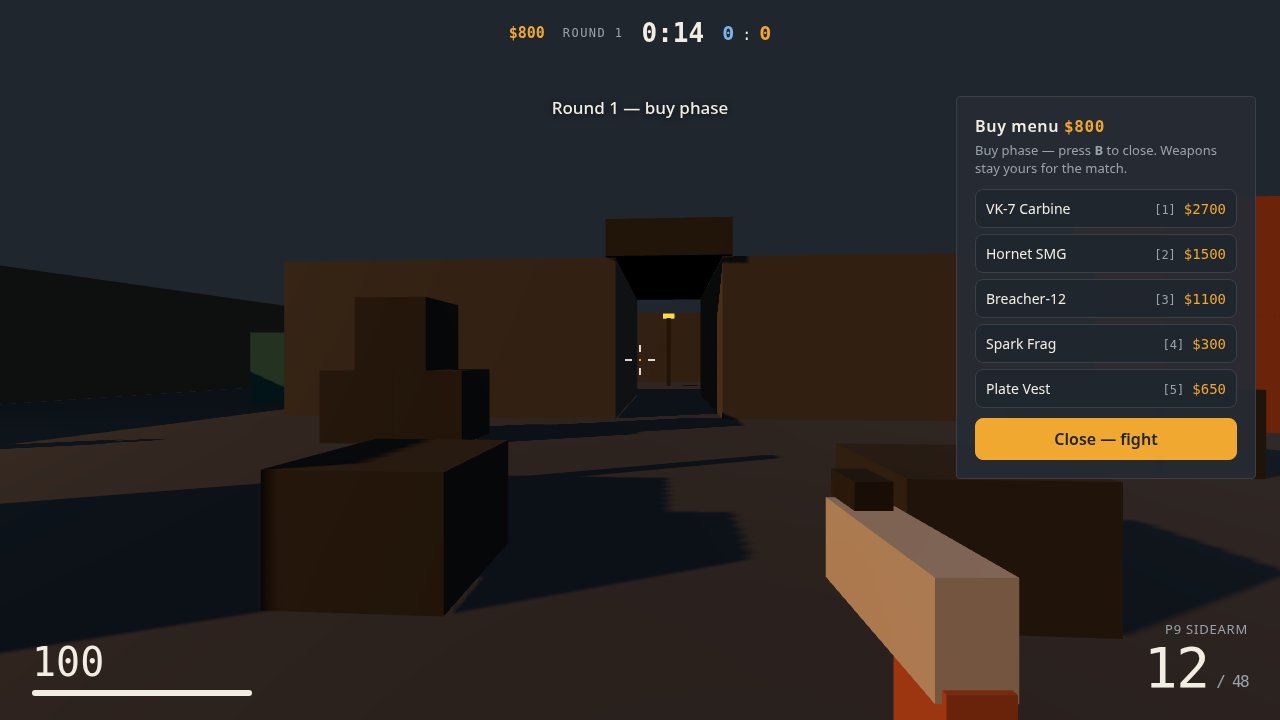 $800 ROUND 1 0:14 0 : 0
Round 1 — buy phase
Buy menu $800
Buy phase — press B to close. Weapons
stay yours for the match.
VK-7 Carbine [1] $2700
Hornet SMG [2] $1500
Breacher-12 [3] $1100
Spark Frag [4] $300
Plate Vest [5] $650
Close — fight
100
P9 SIDEARM
12 / 48